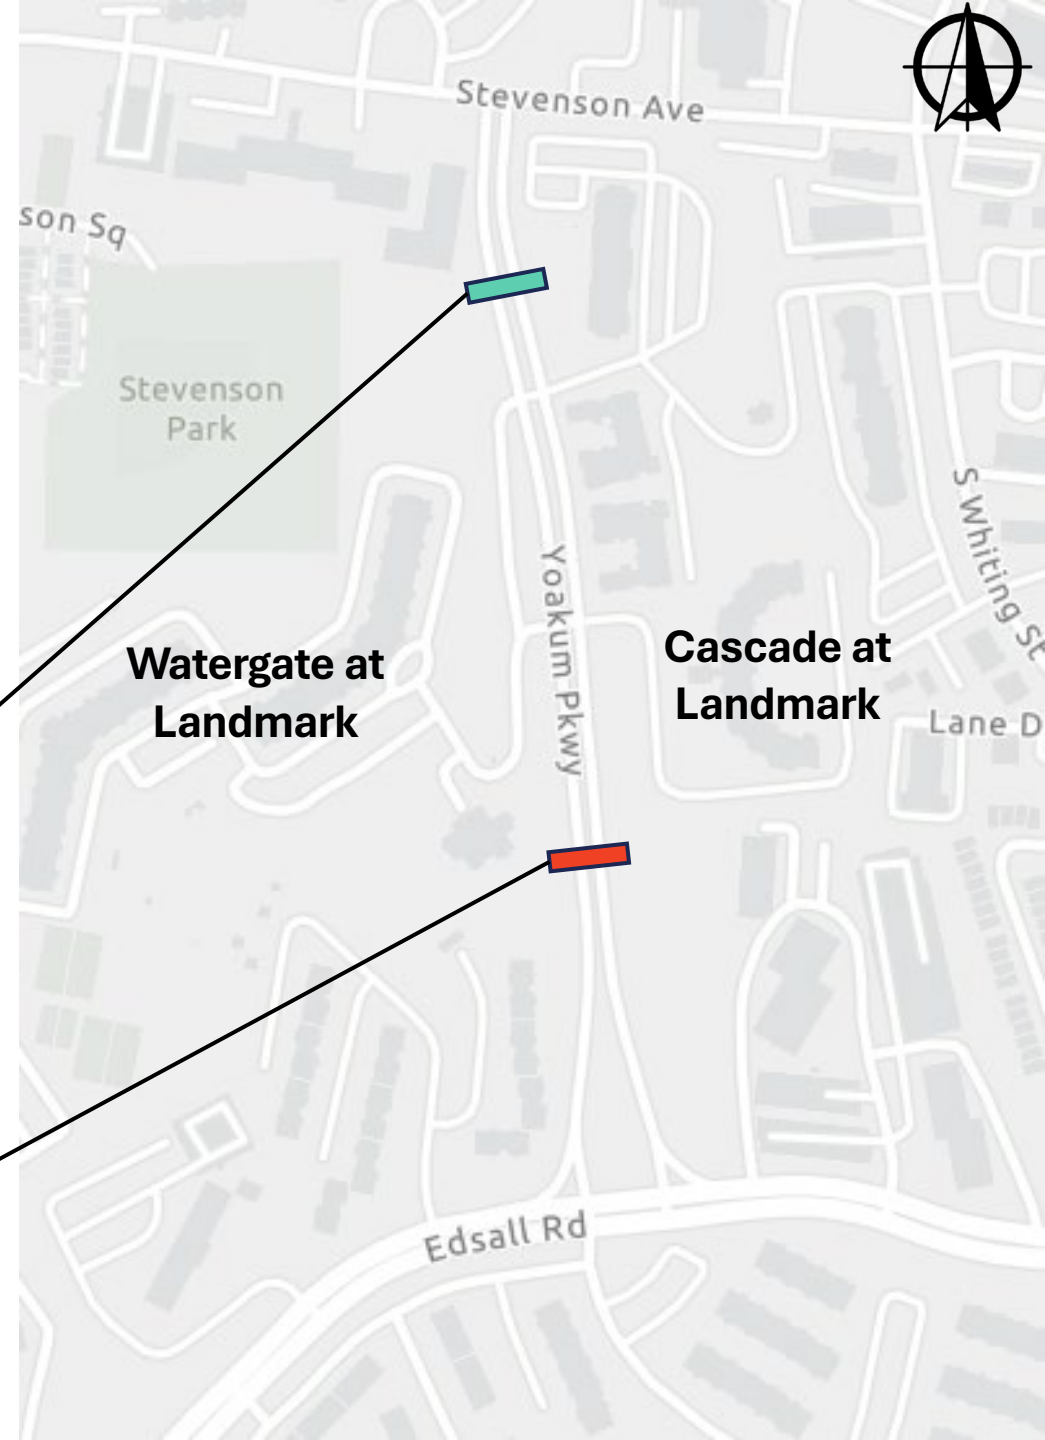 Stevenson Ave
son Sq
Stevenson
Park
Yoakum Pkwy
S Whiting St
Watergate at
Landmark
Cascade at
Landmark
Lane D
Edsall Rd